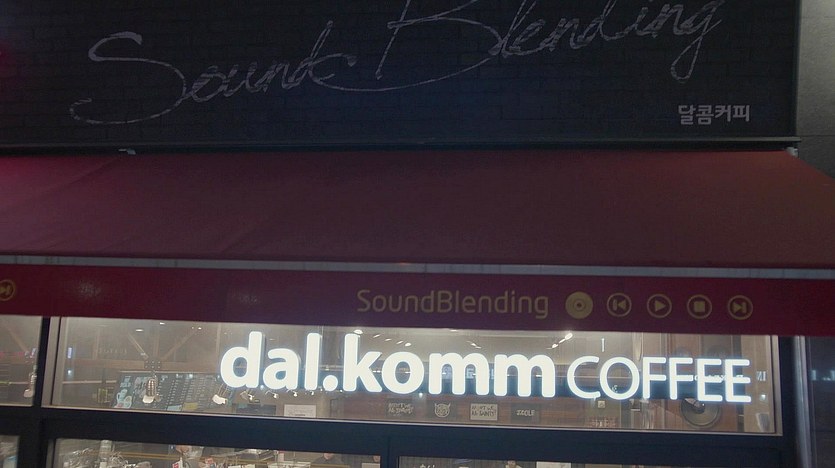 Sound Blending
달콤커피
SoundBlending
dal.komm COFFEE